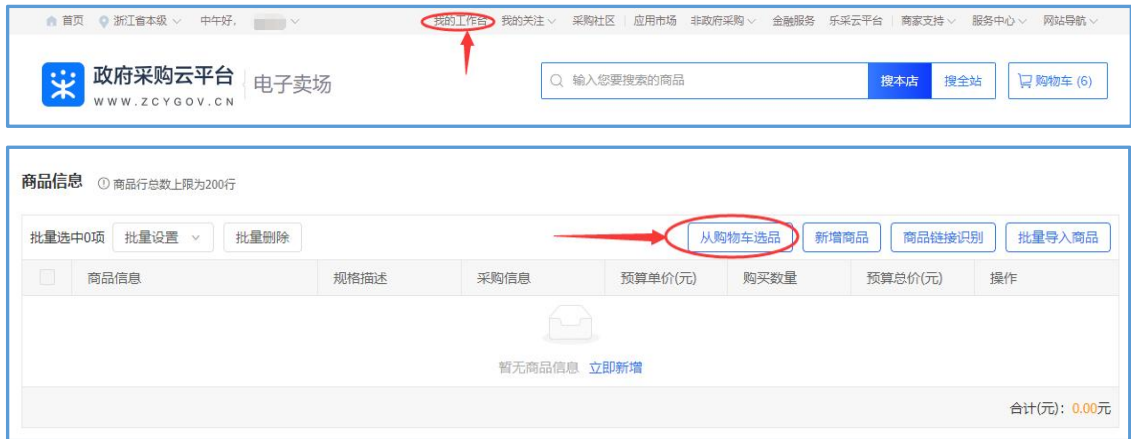 首页 浙江省本级 中午好, 我的工作台 我的关注 采购社区 应用市场 非政府采购 金融服务 乐采云平台 商家支持 服务中心 网站导航
采 政府采购云平台 电子卖场 输入您要搜索的商品 搜本店 搜全站 购物车 (6)
WWW.ZCYGOV.CN
商品信息 商品行总数上限为200行
批量选中0项 批量设置 批量删除 从购物车选品 新增商品 商品链接识别 批量导入商品
商品信息 规格描述 采购信息 预算单价(元) 购买数量 预算总价(元) 操作
暂无商品信息 立即新增
合计(元): 0.00元